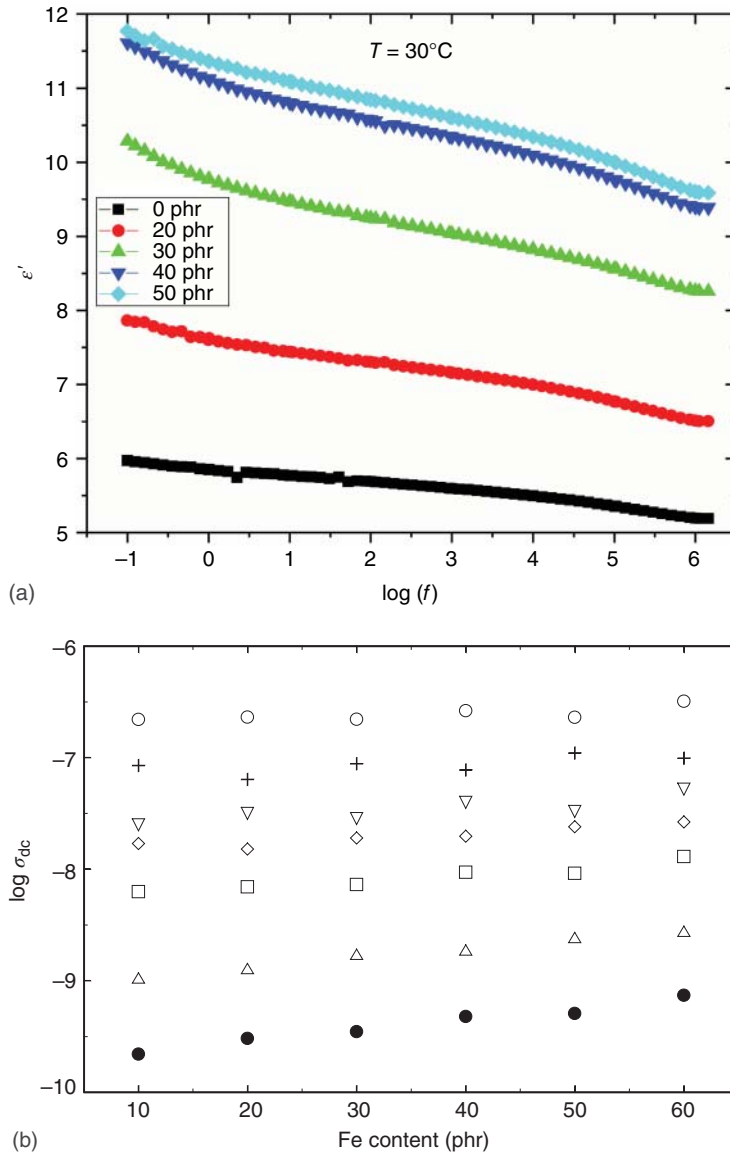 12
11
10
9
8
7
6
5
ε′
T = 30°C
0 phr
20 phr
30 phr
40 phr
50 phr
–1 0 1 2 3 4 5 6
log (f)
(a)
–6
–7
–8
–9
–10
log σdc
10 20 30 40 50 60
Fe content (phr)
(b)